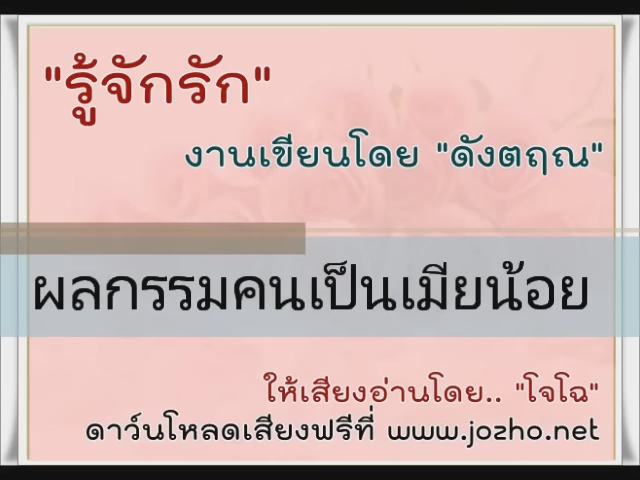 "รู้จักรัก"
งานเขียนโดย "ดังตฤณ"
ผลกรรมคนเป็นเมียน้อย
ให้เสียงอ่านโดย.. "โจโฉ"
ดาว์นโหลดเสียงฟรีที่ www.jozho.net